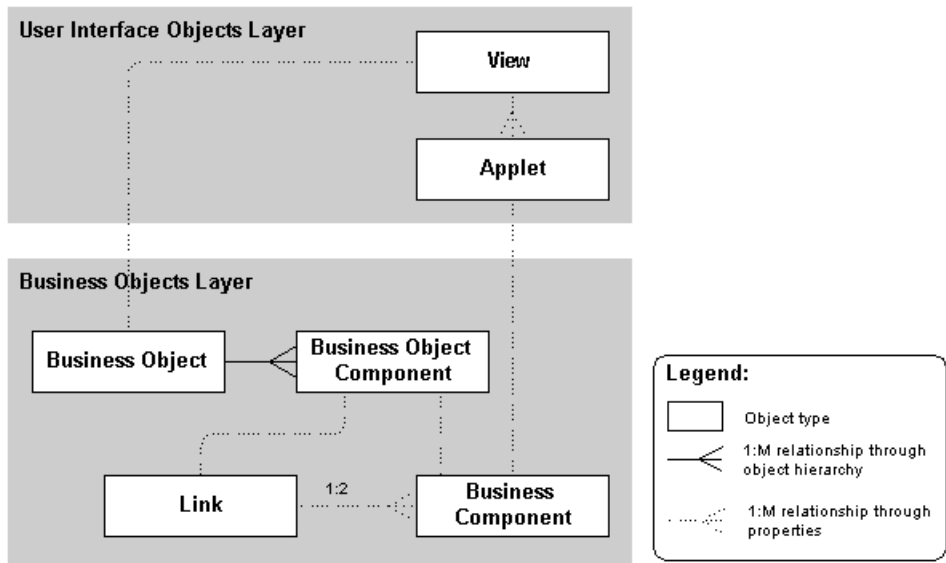 User Interface Objects Layer
View
Applet
Business Objects Layer
Business Object
Business Object
Component
Link
1:2
Business
Component
Legend:
Object type
1:M relationship through
object hierarchy
1:M relationship through
properties